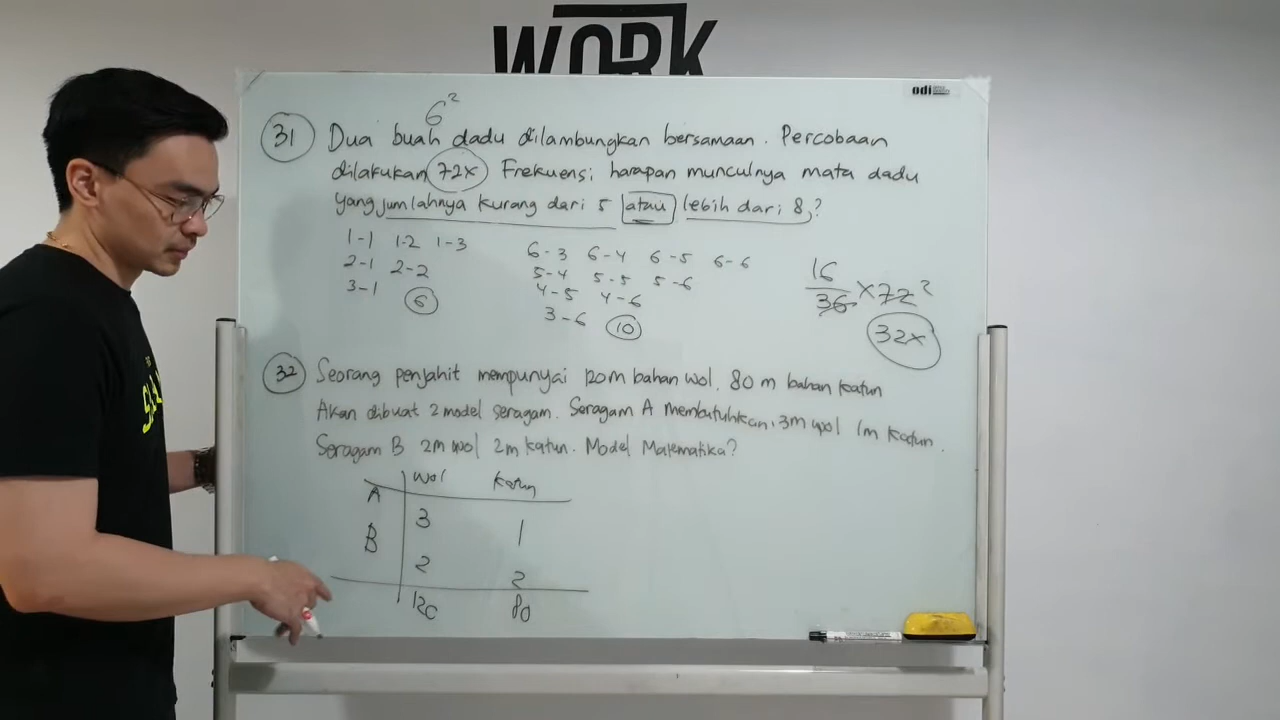 WORK
odi
6²
31 Dua buah dadu dilambungkan bersamaan. Percobaan
dilakukan 72x Frekuensi harapan munculnya mata dadu
yang jumlahnya kurang dari 5 atau lebih dari 8?
1-1 1-2 1-3
2-1 2-2
3-1 6
6-3 6-4 6-5 6-6
5-4 5-5 5-6
4-5 4-6
3-6 10
16
36 x 72 2
32x
32 Seorang penjahit mempunyai 120m bahan wol, 80 m bahan katun
Akan dibuat 2 model seragam. Seragam A membutuhkan 3m wol 1m katun.
Seragam B 2m wol 2m katun. Model Matematika?
wol katun
A 3 1
B 2 2
120 80